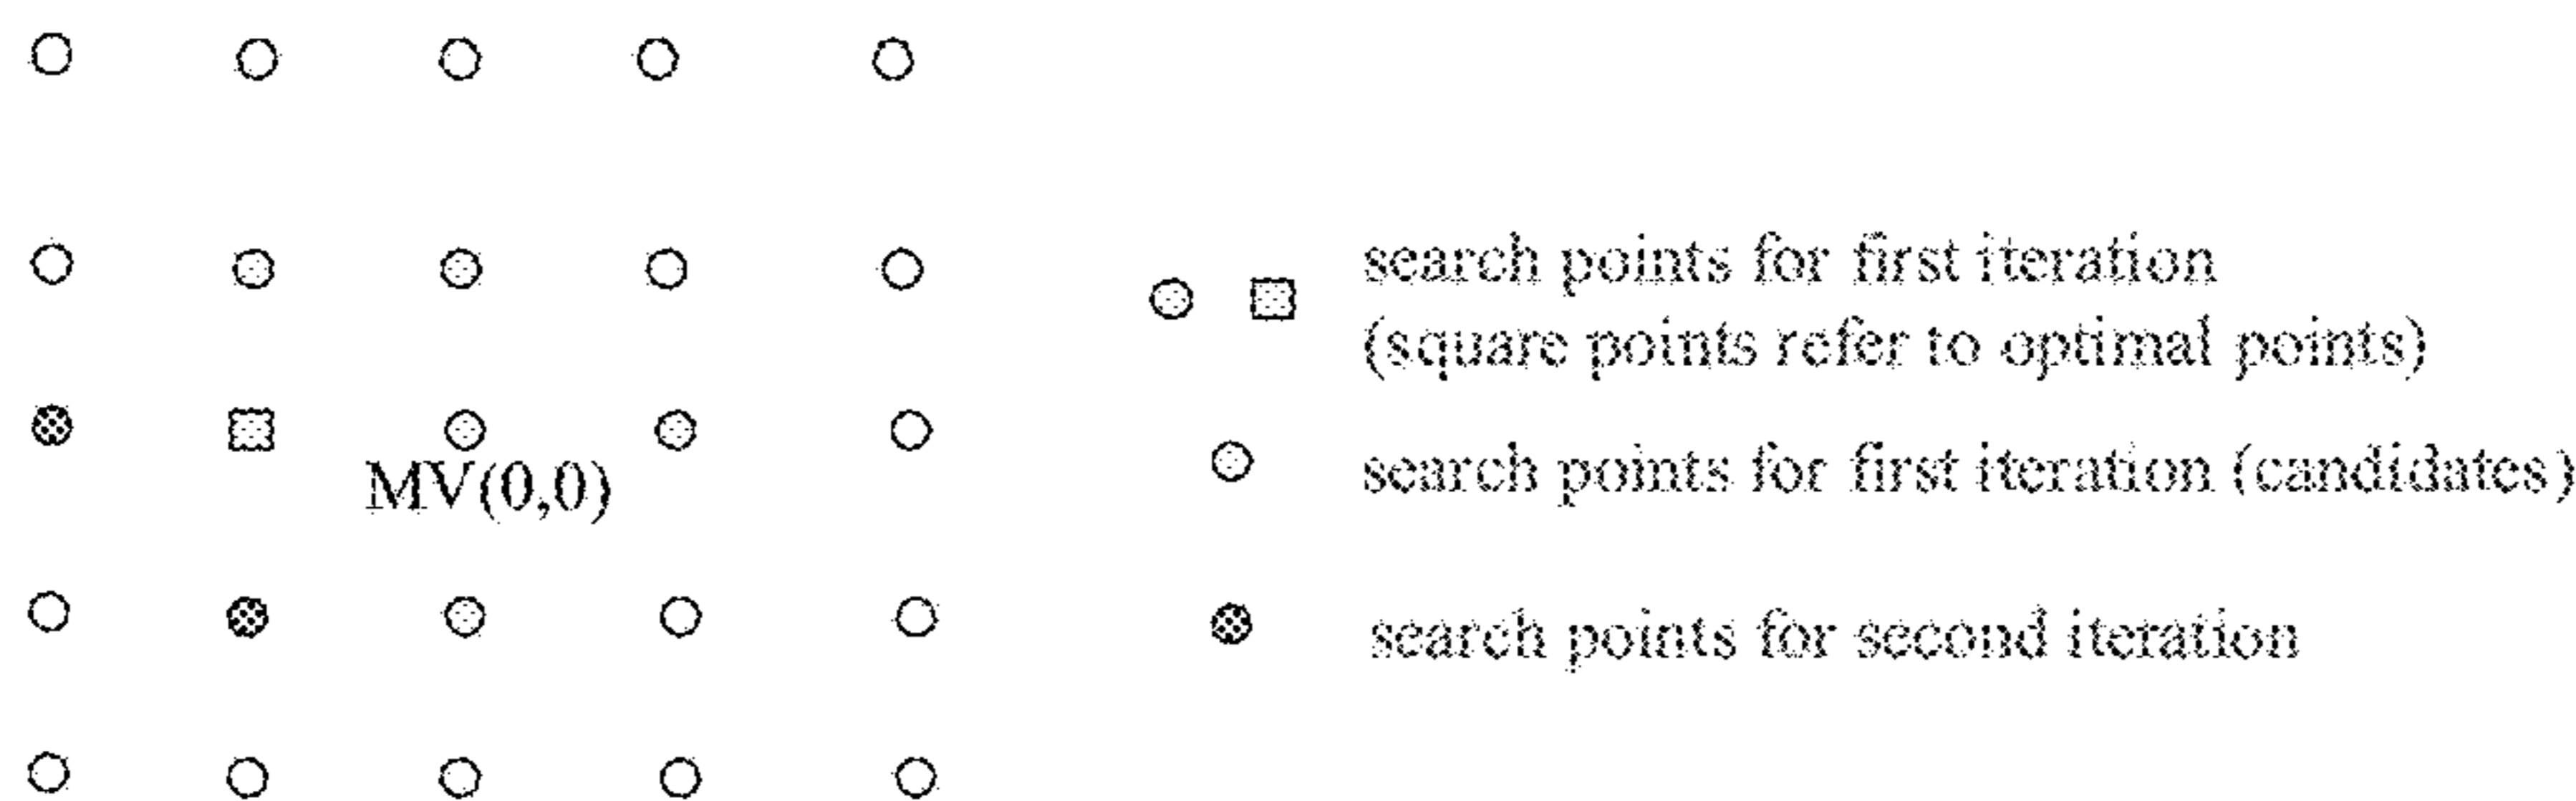 search points for first iteration
(square points refer to optimal points)
MV(0,0)
search points for first iteration (candidates)
search points for second iteration